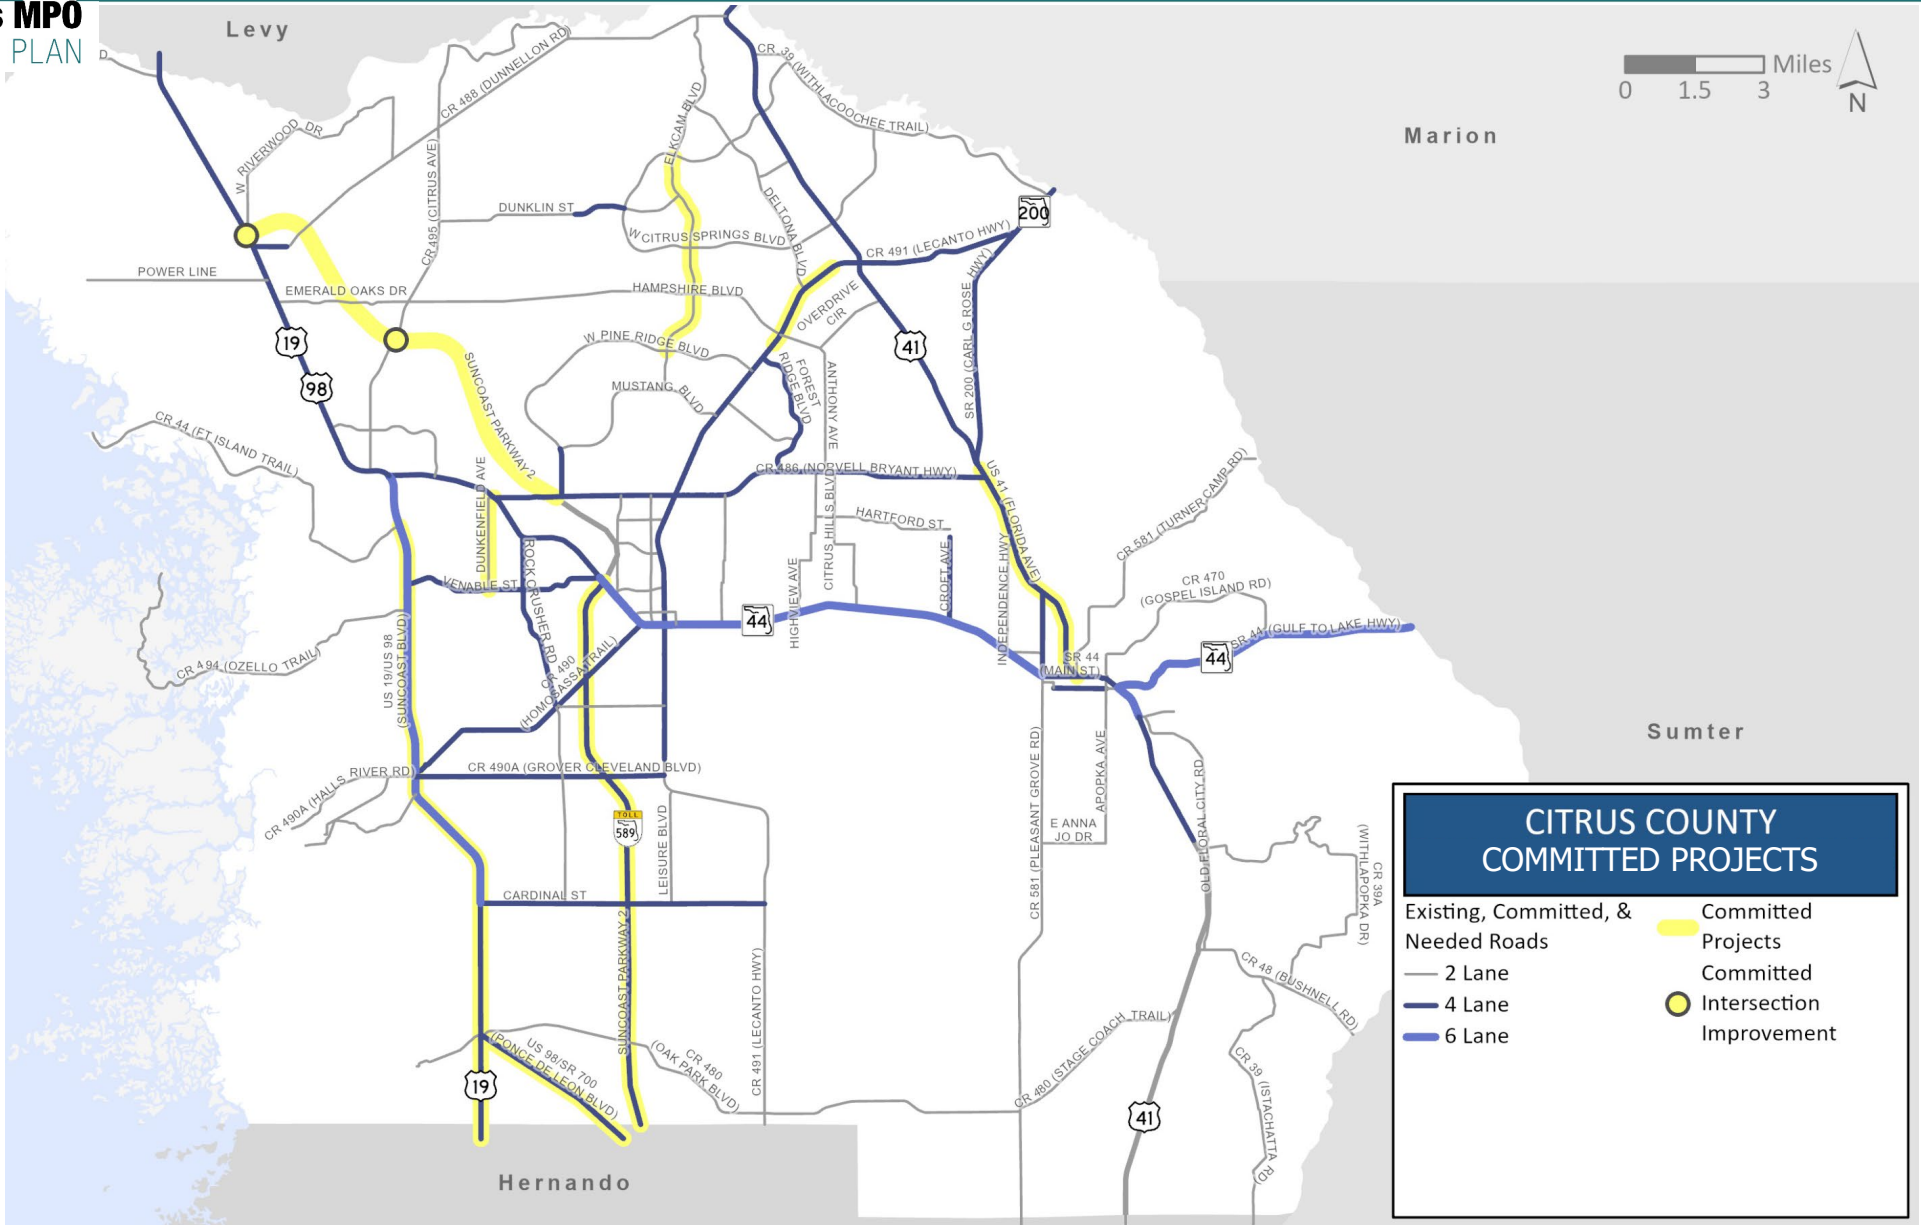 s MPO
PLAN
Levy
Marion
Sumter
Hernando
Miles
0 1.5 3
N
CR 39 (WITHLACOOCHEE TRAIL)
CR 488 (DUNNELLON RD)
W RIVERWOOD DR
CR 495 (CITRUS AVE)
ELKCAM BLVD
DUNKLIN ST
W CITRUS SPRINGS BLVD
DELTONA BLVD
200
CR 491 (LECANTO HWY)
POWER LINE
EMERALD OAKS DR
HAMPSHIRE BLVD
OVERDRIVE
CIR
SR 200 (CARL G ROSE HWY)
19
98
41
W PINE RIDGE BLVD
MUSTANG BLVD
FOREST
RIDGE BLVD
ANTHONY AVE
SUNCOAST PARKWAY 2
CR 44 (FT ISLAND TRAIL)
CR 486 (NORVELL BRYANT HWY)
US 41 (FLORIDA AVE)
CR 581 (TURNER CAMP RD)
DUNKENFIELD AVE
HARTFORD ST
CITRUS HILLS BLVD
CROFT AVE
INDEPENDENCE HWY
HIGHVIEW AVE
VENABLE ST
ROCK CRUSHER RD
CR 470
(GOSPEL ISLAND RD)
44
44
SR 44 (GULF TO LAKE HWY)
SR 44
(MAIN ST)
CR 494 (OZELLO TRAIL)
US 19/US 98
(SUNCOAST BLVD)
CR 490
(HOMOSASSA TRAIL)
CR 490A (HALLS RIVER RD)
CR 490A (GROVER CLEVELAND BLVD)
TOLL
589
LEISURE BLVD
CR 581 (PLEASANT GROVE RD)
APOPKA AVE
E ANNA
JO DR
OLD FLORAL CITY RD
CR 39A
(WITHLAPOPKA DR)
CARDINAL ST
SUNCOAST PARKWAY 2
CR 491 (LECANTO HWY)
CR 48 (BUSHNELL RD)
US 98/SR 700
(PONCE DE LEON BLVD)
CR 480
(OAK PARK BLVD)
CR 480 (STAGE COACH TRAIL)
CR 39 (ISTACHATTA RD)
19
41
CITRUS COUNTY
COMMITTED PROJECTS
Existing, Committed, &
Needed Roads
2 Lane
4 Lane
6 Lane
Committed
Projects
Committed
Intersection
Improvement